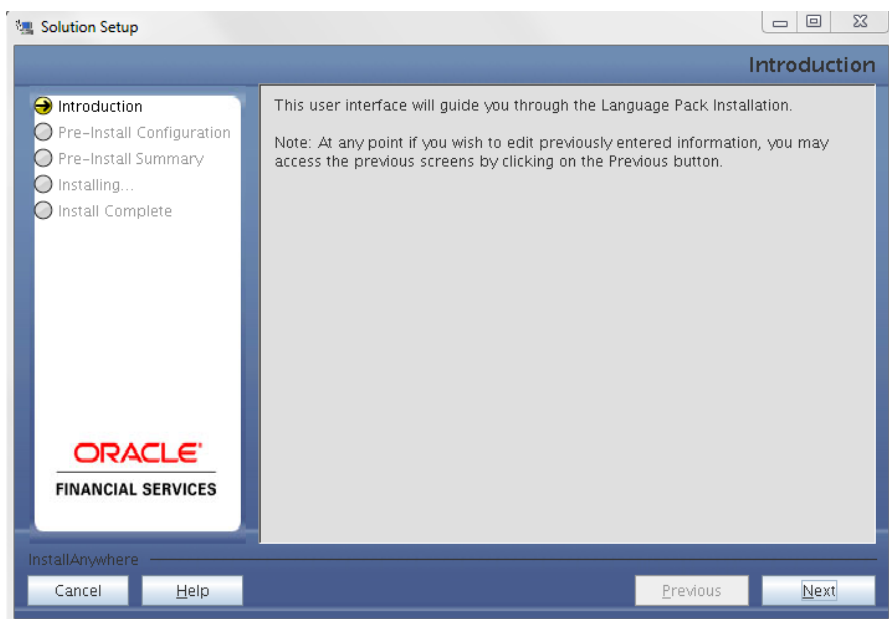 Solution Setup
Introduction
Introduction
Pre-Install Configuration
Pre-Install Summary
Installing...
Install Complete
This user interface will guide you through the Language Pack Installation.
Note: At any point if you wish to edit previously entered information, you may
access the previous screens by clicking on the Previous button.
ORACLE
FINANCIAL SERVICES
InstallAnywhere
Cancel
Help
Previous
Next